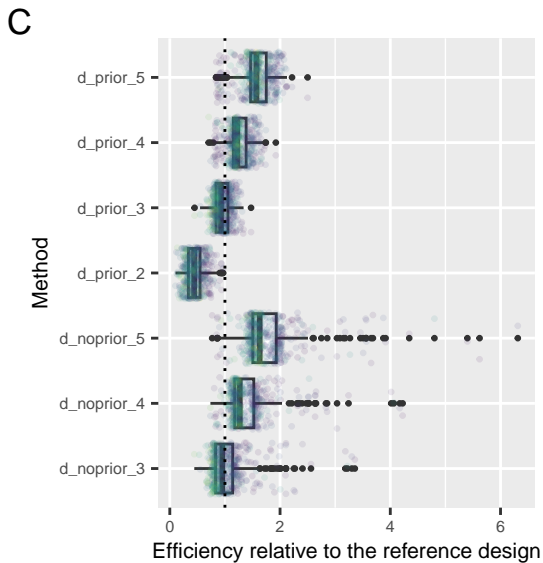 C
Method
d_prior_5
d_prior_4
d_prior_3
d_prior_2
d_noprior_5
d_noprior_4
d_noprior_3
0 2 4 6
Efficiency relative to the reference design